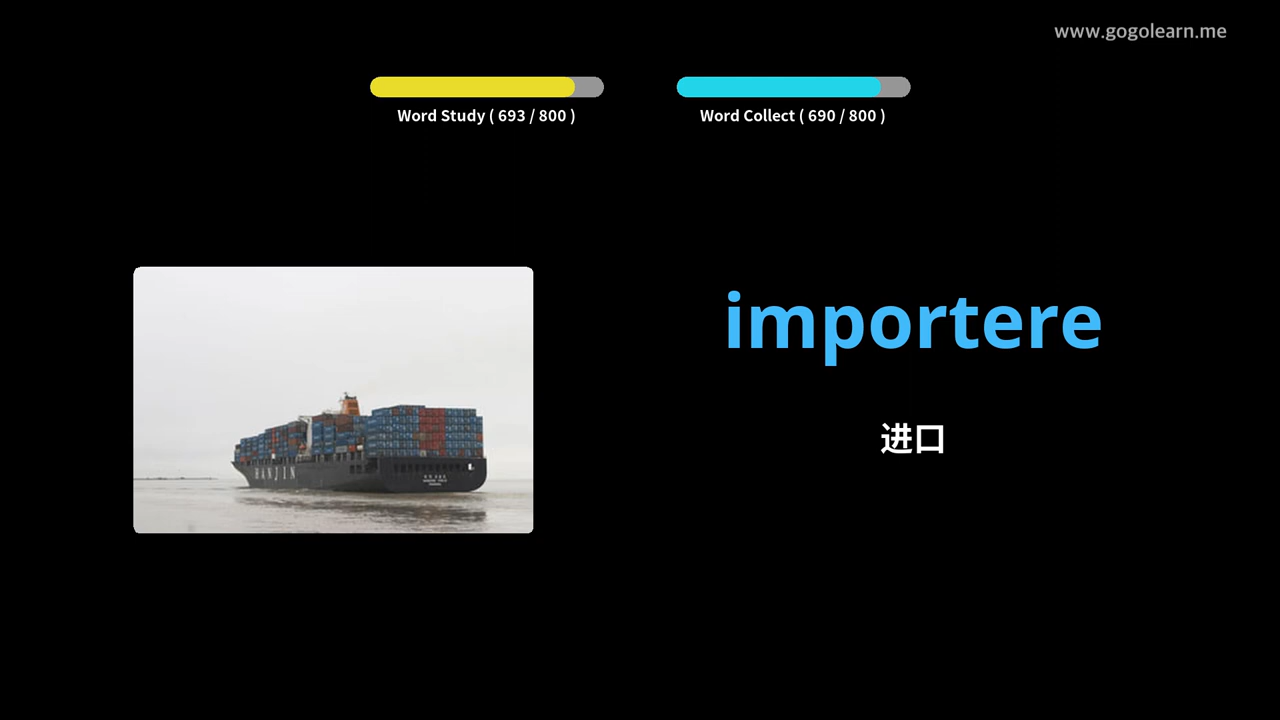 www.gogolearn.me
Word Study ( 693 / 800 )
Word Collect ( 690 / 800 )
importere
进口
HANJIN